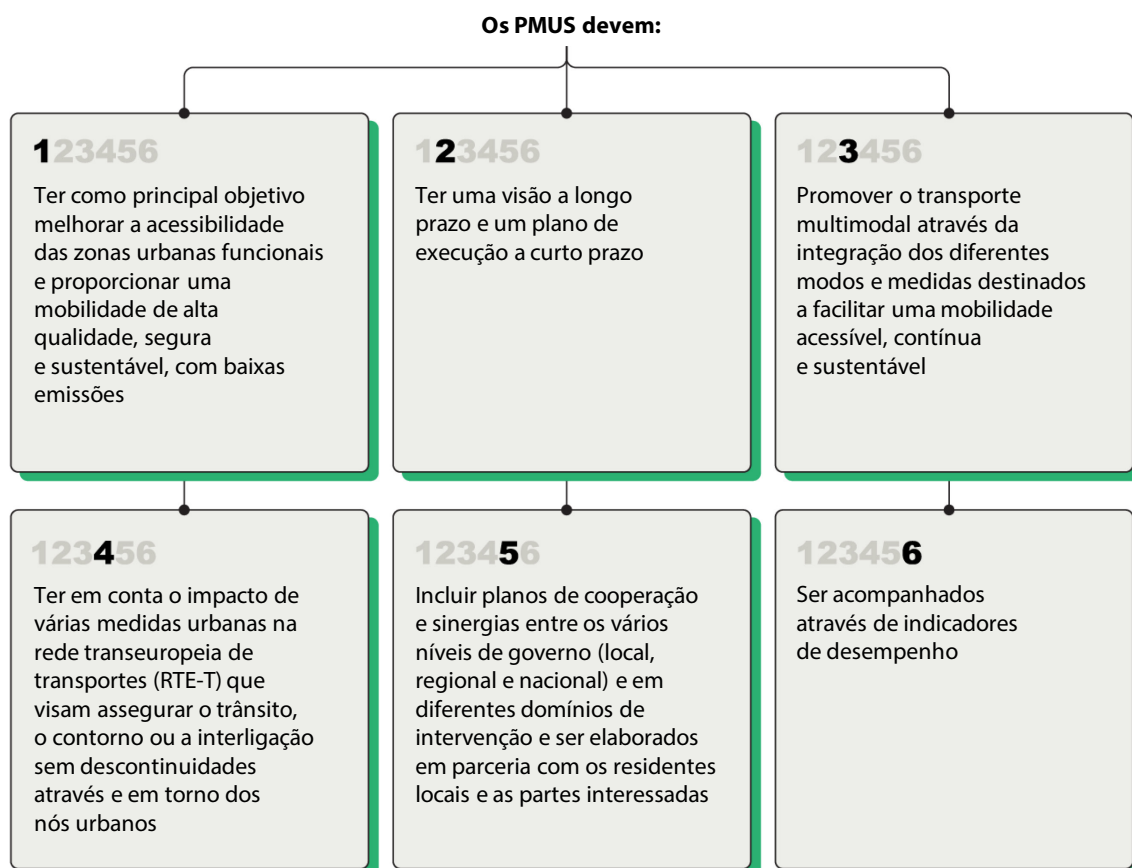 Os PMUS devem:
123456
Ter como principal objetivo
melhorar a acessibilidade
das zonas urbanas funcionais
e proporcionar uma
mobilidade de alta
qualidade, segura
e sustentável, com baixas
emissões
123456
Ter uma visão a longo
prazo e um plano de
execução a curto prazo
123456
Promover o transporte
multimodal através da
integração dos diferentes
modos e medidas destinados
a facilitar uma mobilidade
acessível, contínua
e sustentável
123456
Ter em conta o impacto de
várias medidas urbanas na
rede transeuropeia de
transportes (RTE-T) que
visam assegurar o trânsito,
o contorno ou a interligação
sem descontinuidades
através e em torno dos
nós urbanos
123456
Incluir planos de cooperação
e sinergias entre os vários
níveis de governo (local,
regional e nacional) e em
diferentes domínios de
intervenção e ser elaborados
em parceria com os residentes
locais e as partes interessadas
123456
Ser acompanhados
através de indicadores
de desempenho